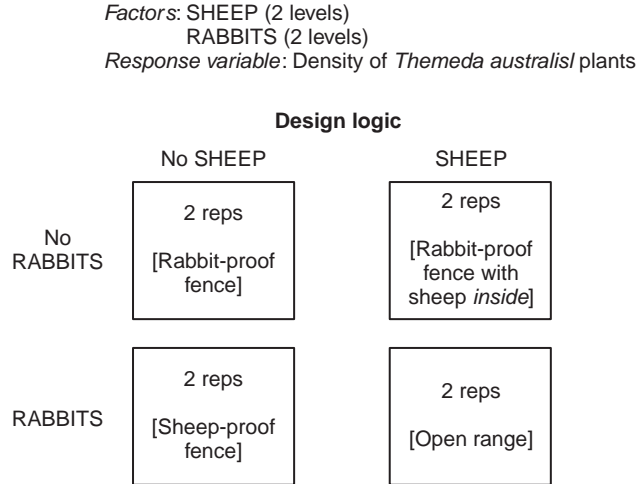 Factors: SHEEP (2 levels)
RABBITS (2 levels)
Response variable: Density of Themeda australisl plants
Design logic
No SHEEP
SHEEP
No
RABBITS
2 reps
[Rabbit-proof
fence]
2 reps
[Rabbit-proof
fence with
sheep inside]
RABBITS
2 reps
[Sheep-proof
fence]
2 reps
[Open range]